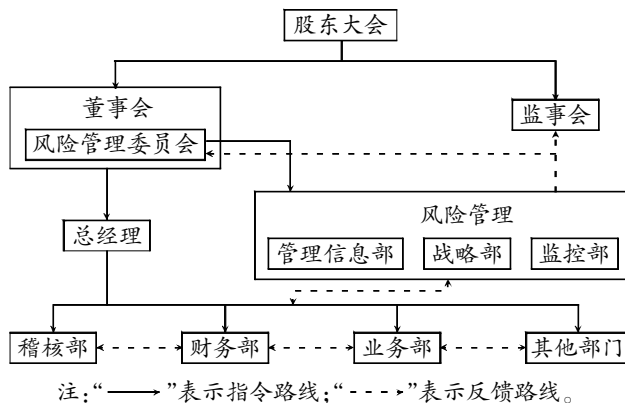 股东大会
董事会
监事会
风险管理委员会
风险管理
总经理
管理信息部 战略部 监控部
稽核部 财务部 业务部 其他部门
注:“——→”表示指令路线;“- - - -→”表示反馈路线。